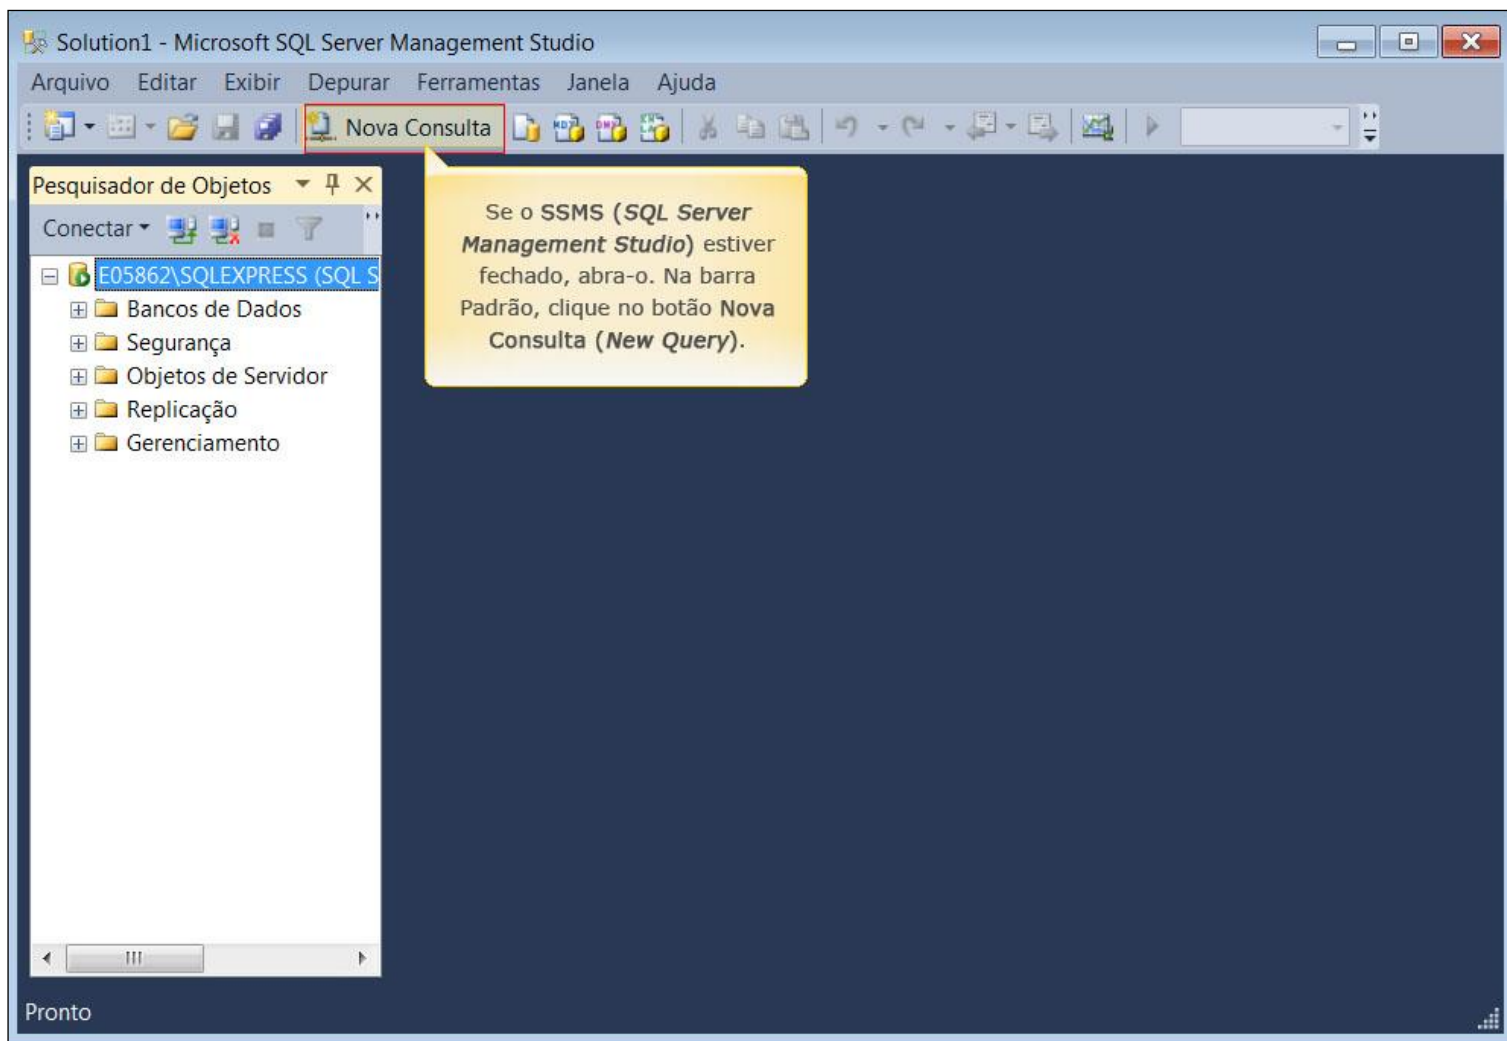 Solution1 - Microsoft SQL Server Management Studio
Arquivo Editar Exibir Depurar Ferramentas Janela Ajuda
Nova Consulta
Pesquisador de Objetos
Conectar
E05862\SQLEXPRESS (SQL S
Bancos de Dados
Segurança
Objetos de Servidor
Replicação
Gerenciamento
Se o SSMS (SQL Server
Management Studio) estiver
fechado, abra-o. Na barra
Padrão, clique no botão Nova
Consulta (New Query).
Pronto